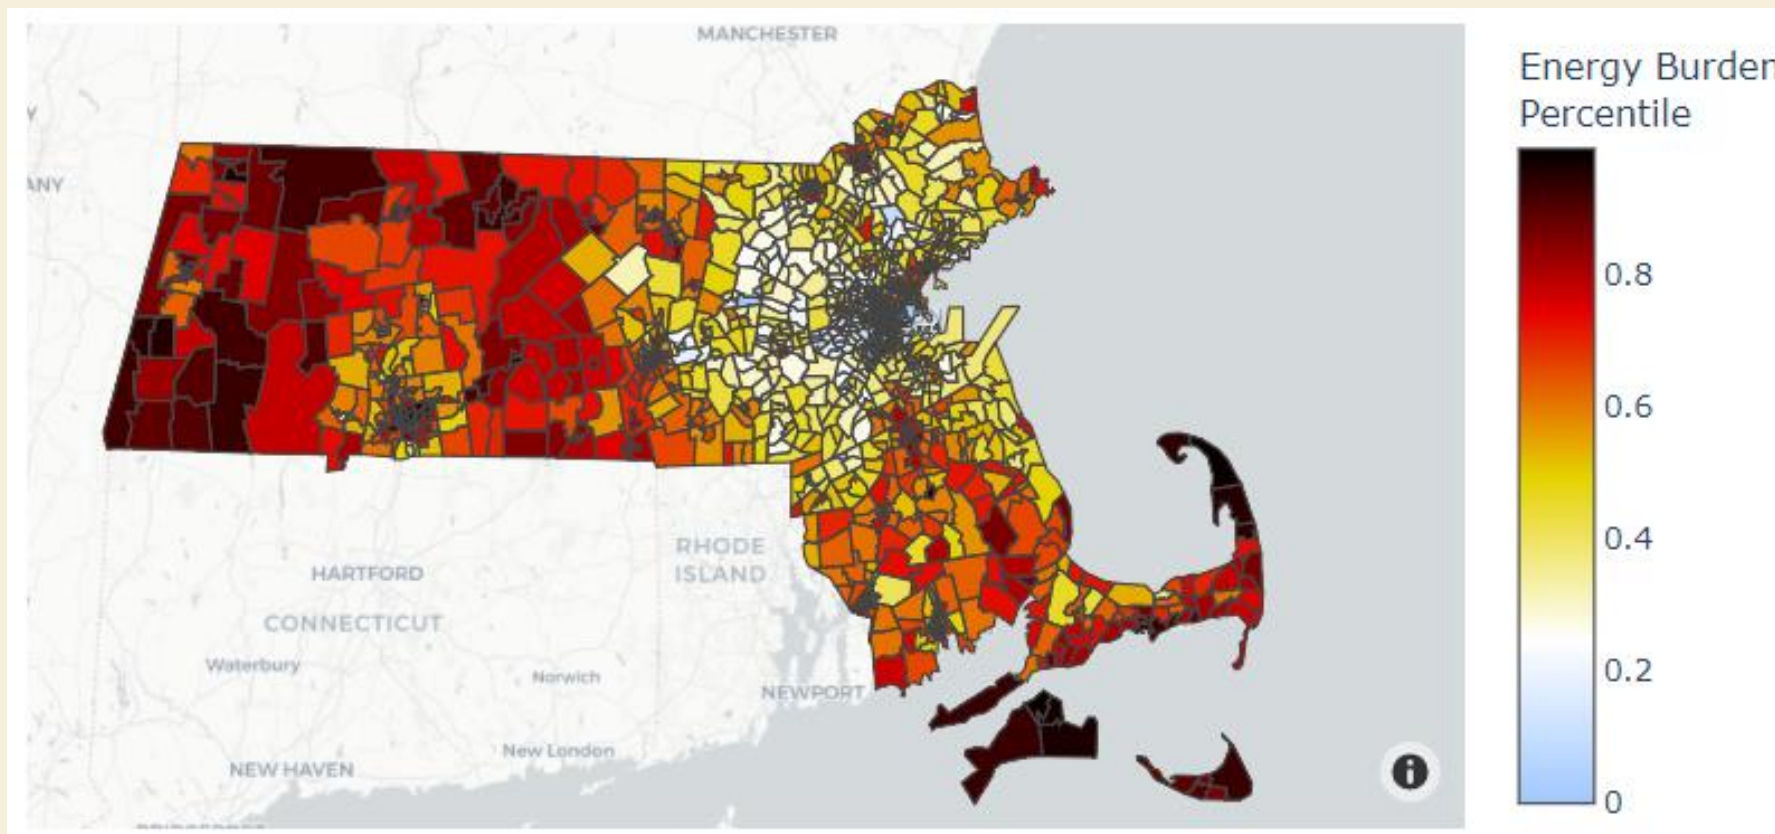 MANCHESTER
Energy Burden
Percentile
ANY
0.8
0.6
0.4
0.2
0
RHODE
ISLAND
HARTFORD
CONNECTICUT
Waterbury
Norwich
NEWPORT
New London
NEW HAVEN
i